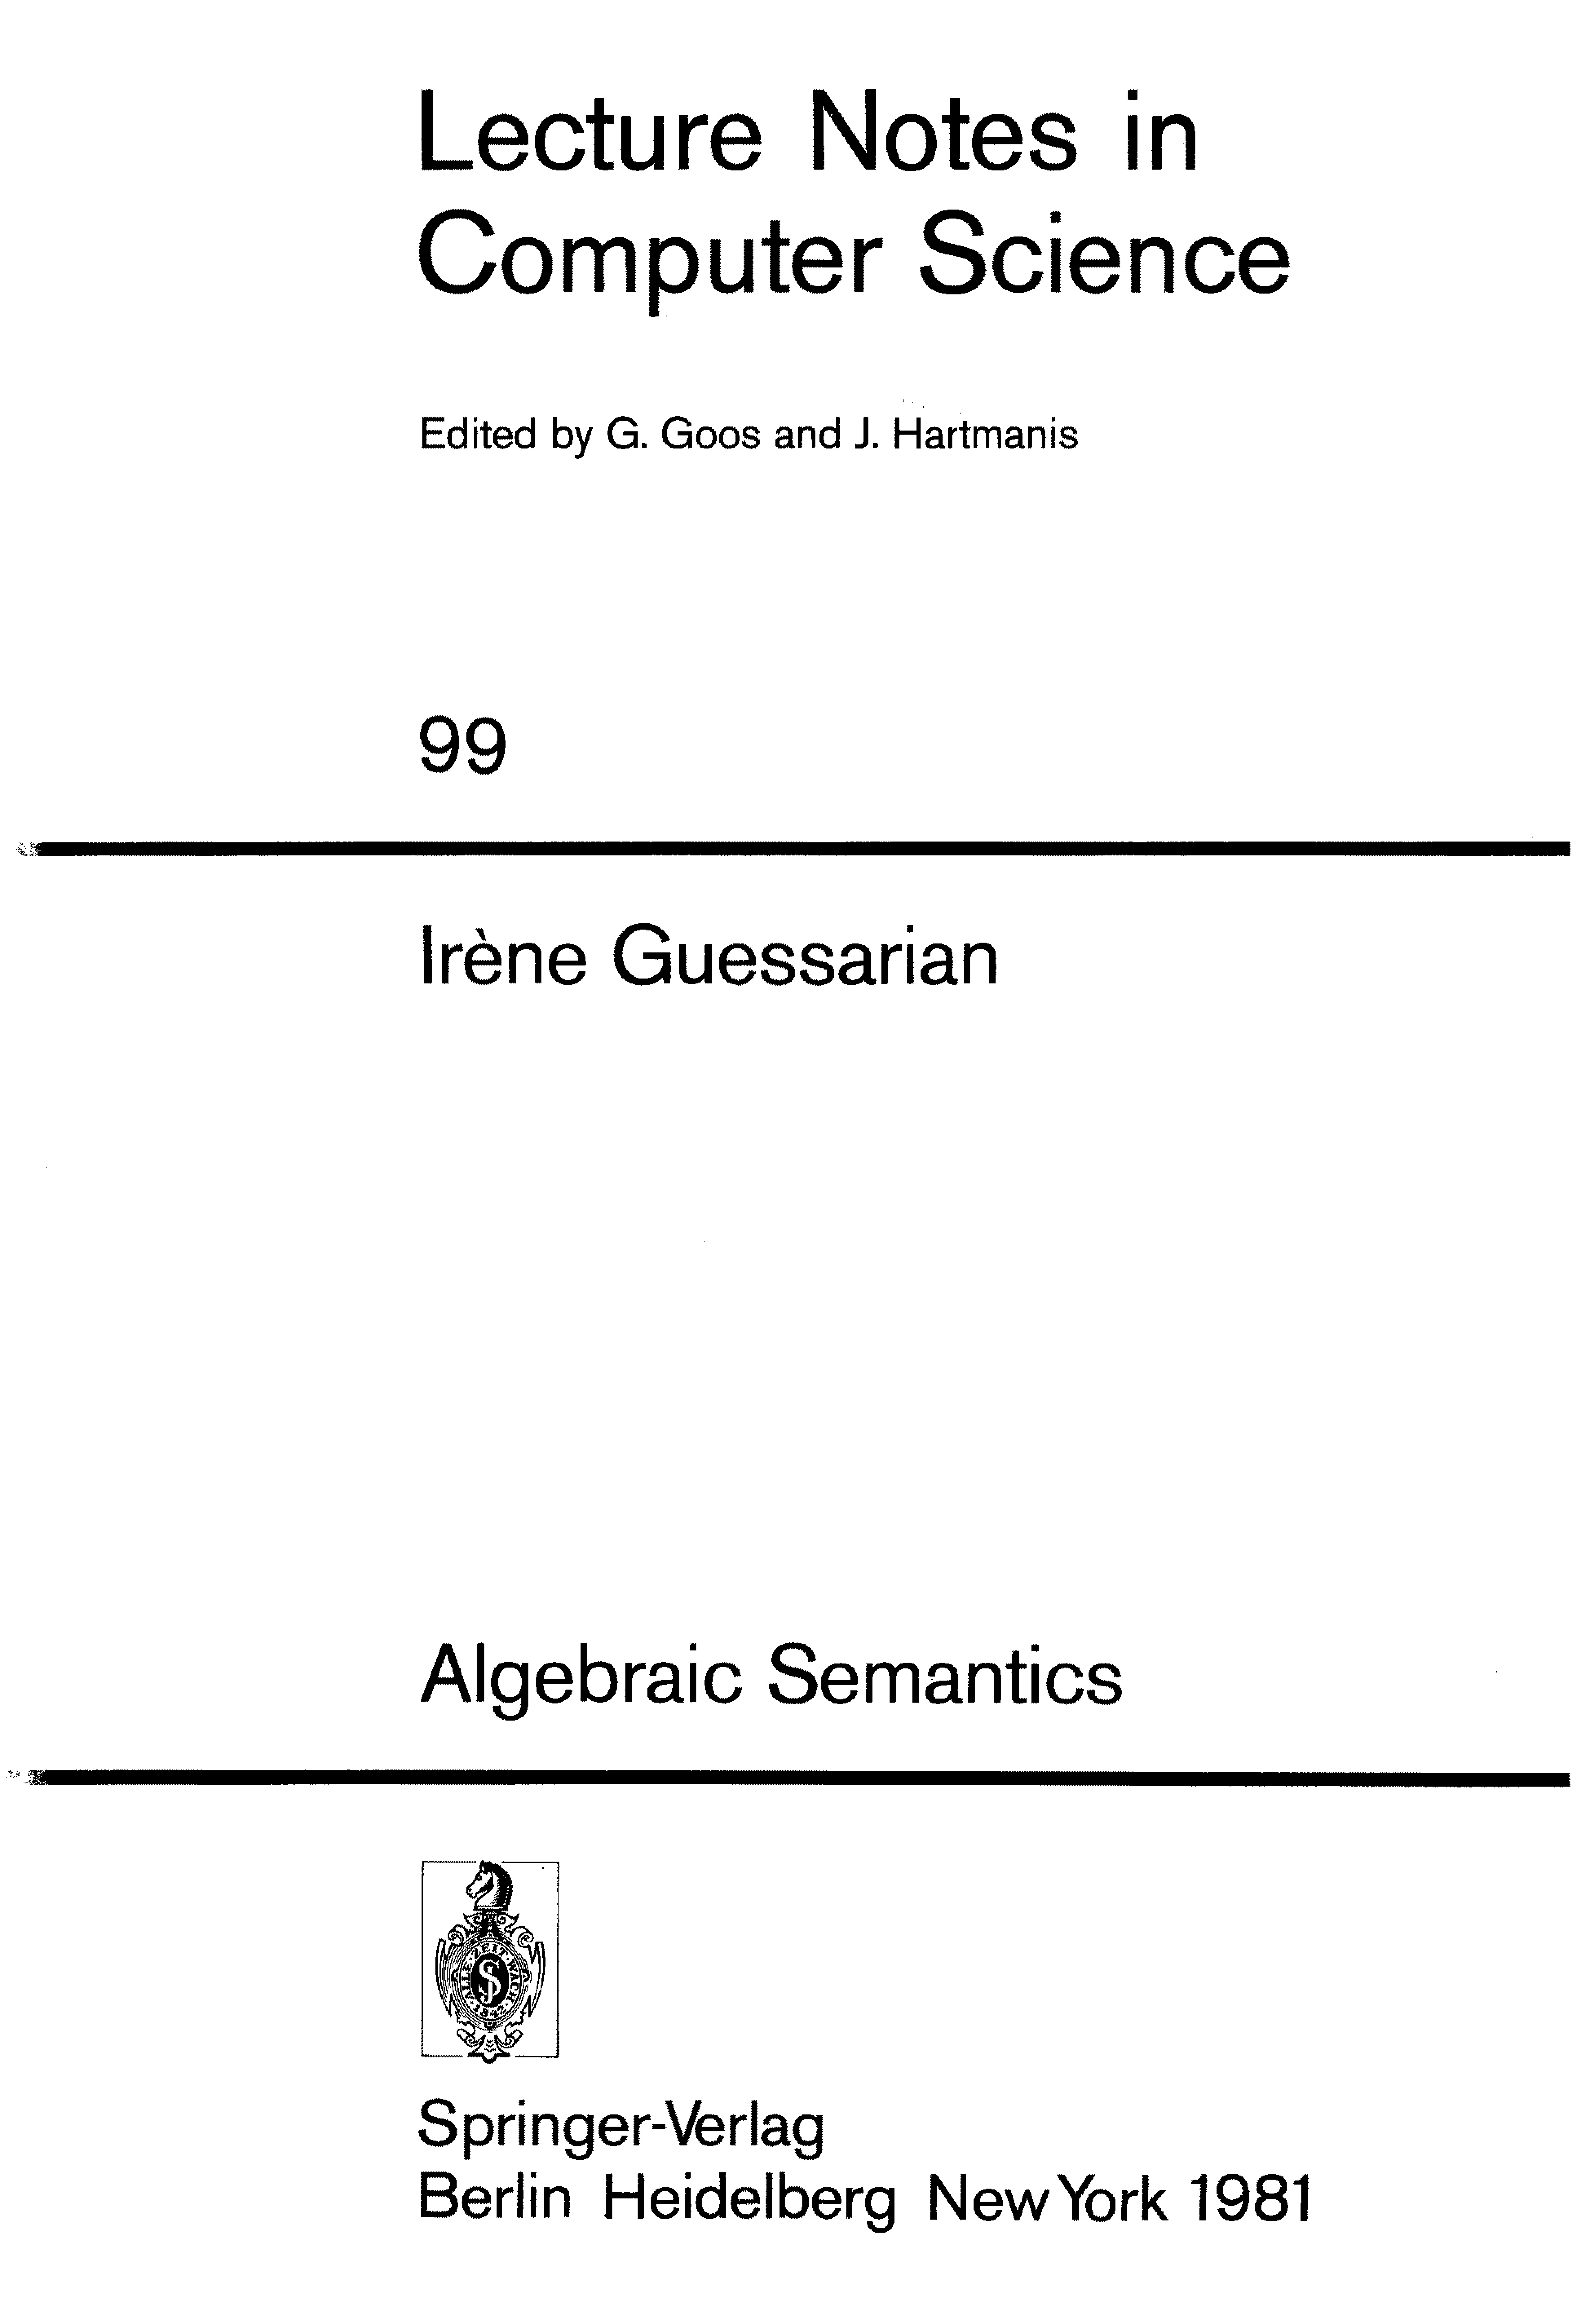 Lecture Notes in
Computer Science
Edited by G. Goos and J. Hartmanis
99
Irène Guessarian
Algebraic Semantics
ALLE ZEIT WACH
1842
Springer-Verlag
Berlin Heidelberg New York 1981